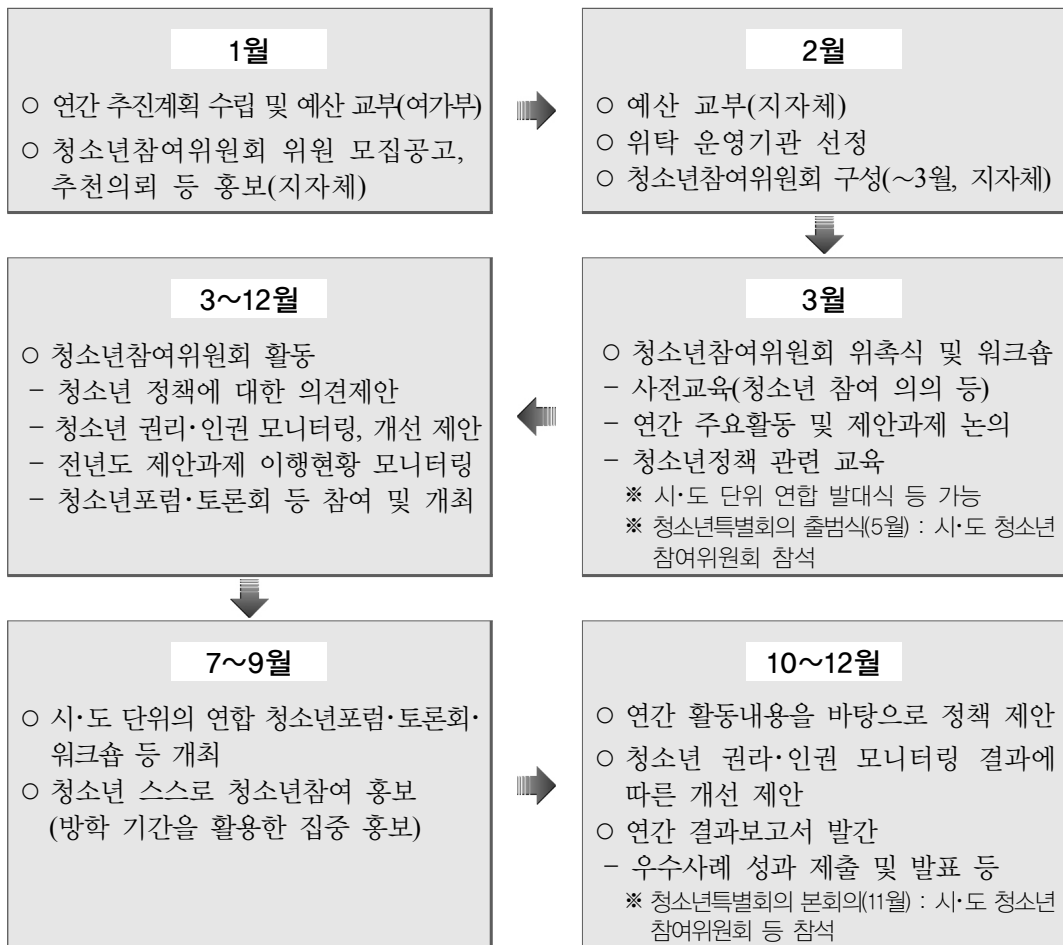 1월
○ 연간 추진계획 수립 및 예산 교부(여가부)
○ 청소년참여위원회 위원 모집공고,
추천의뢰 등 홍보(지자체)
2월
○ 예산 교부(지자체)
○ 위탁 운영기관 선정
○ 청소년참여위원회 구성(~3월, 지자체)
3월
○ 청소년참여위원회 위촉식 및 워크숍
- 사전교육(청소년 참여 의의 등)
- 연간 주요활동 및 제안과제 논의
- 청소년정책 관련 교육
※ 시·도 단위 연합 발대식 등 가능
※ 청소년특별회의 출범식(5월) : 시·도 청소년
참여위원회 참석
3~12월
○ 청소년참여위원회 활동
- 청소년 정책에 대한 의견제안
- 청소년 권리·인권 모니터링, 개선 제안
- 전년도 제안과제 이행현황 모니터링
- 청소년포럼·토론회 등 참여 및 개최
7~9월
○ 시·도 단위의 연합 청소년포럼·토론회·
워크숍 등 개최
○ 청소년 스스로 청소년참여 홍보
(방학 기간을 활용한 집중 홍보)
10~12월
○ 연간 활동내용을 바탕으로 정책 제안
○ 청소년 권라·인권 모니터링 결과에
따른 개선 제안
○ 연간 결과보고서 발간
- 우수사례 성과 제출 및 발표 등
※ 청소년특별회의 본회의(11월) : 시·도 청소년
참여위원회 등 참석